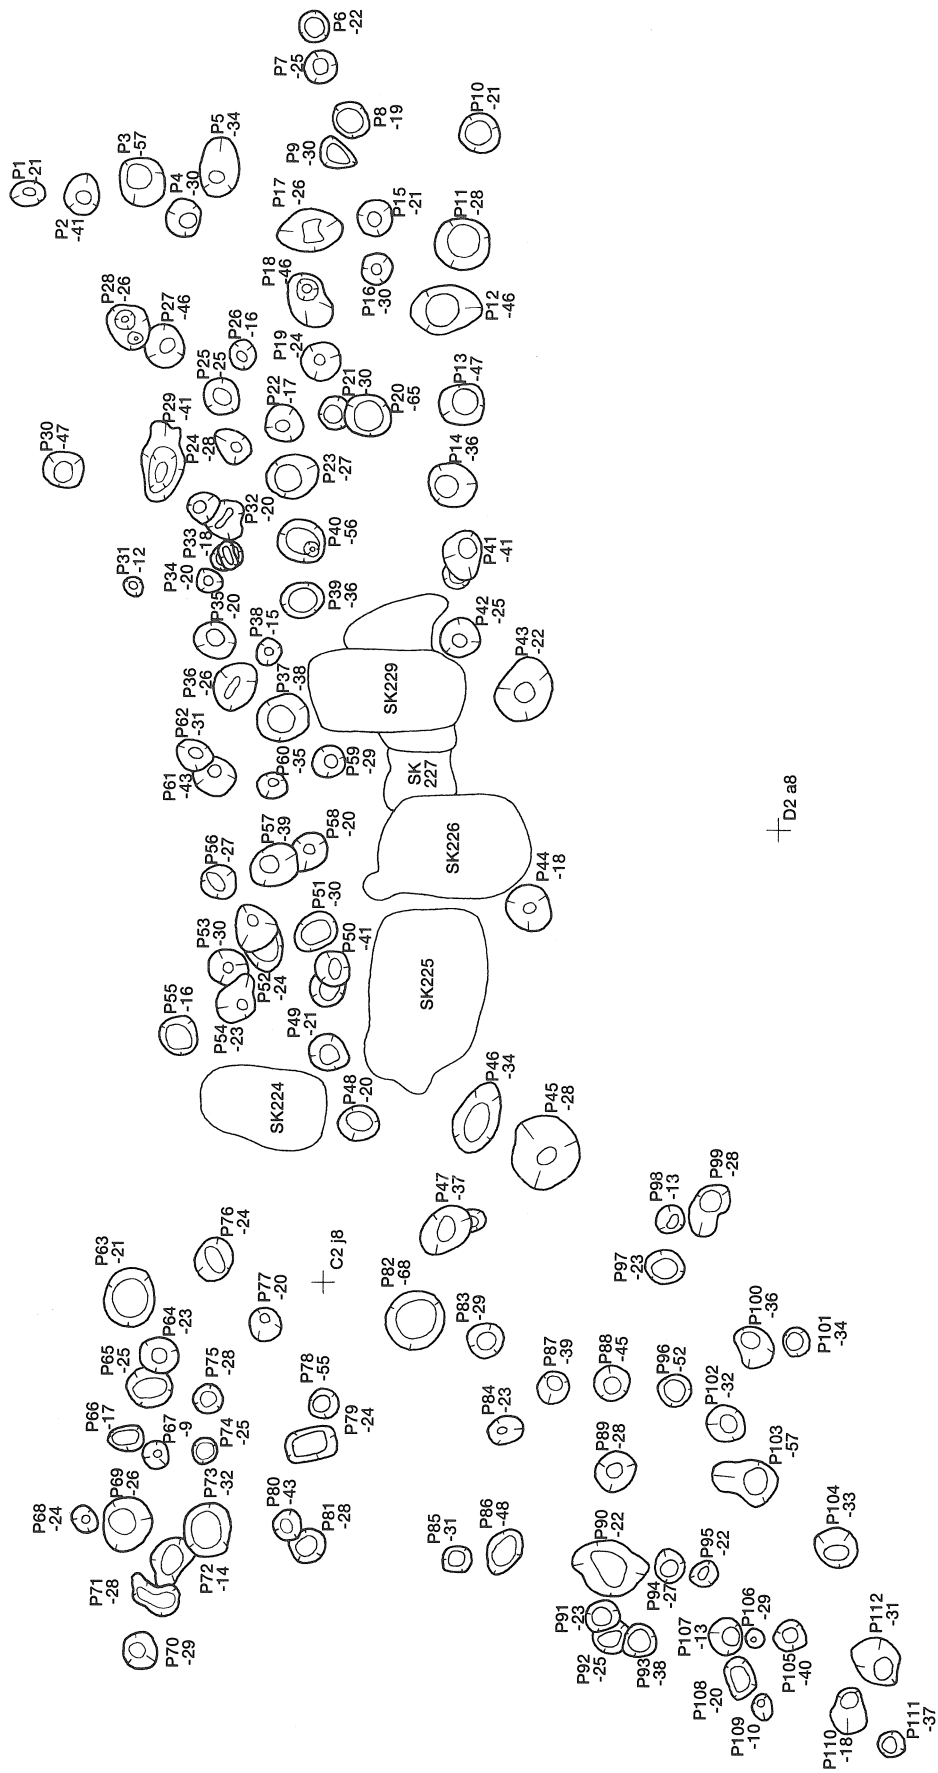 P1
-21
P2
-41
P3
-57
P4
-30
P5
-34
P6
-22
P7
-25
P8
-19
P9
-30
P10
-21
P11
-28
P12
-46
P13
-47
P14
-36
P15
-21
P16
-30
P17
-26
P18
-46
P19
-24
P20
-65
P21
-30
P22
-17
P23
-27
P24
-28
P25
-25
P26
-16
P27
-46
P28
-26
P29
-41
P30
-47
P31
-12
P32
-20
P33
-18
P34
-20
P35
-20
P36
-26
P37
-38
P38
-15
P39
-36
P40
-56
P41
-41
P42
-25
P43
-22
P44
-18
P45
-28
P46
-34
P47
-37
P48
-20
P49
-21
P50
-41
P51
-30
P52
-24
P53
-30
P54
-23
P55
-16
P56
-27
P57
-39
P58
-20
P59
-29
P60
-35
P61
-43
P62
-31
SK229
SK
227
SK226
SK225
SK224
D2 a8
C2 j8
P63
-21
P64
-23
P65
-25
P66
-17
P67
-9
P68
-24
P69
-26
P70
-29
P71
-28
P72
-14
P73
-32
P74
-25
P75
-28
P76
-24
P77
-20
P78
-55
P79
-24
P80
-43
P81
-28
P82
-68
P83
-29
P84
-23
P85
-31
P86
-48
P87
-39
P88
-45
P89
-28
P90
-22
P91
-23
P92
-25
P93
-38
P94
-27
P95
-22
P96
-52
P97
-23
P98
-13
P99
-28
P100
-36
P101
-34
P102
-32
P103
-57
P104
-33
P105
-40
P106
-29
P107
-13
P108
-20
P109
-10
P110
-18
P111
-37
P112
-31